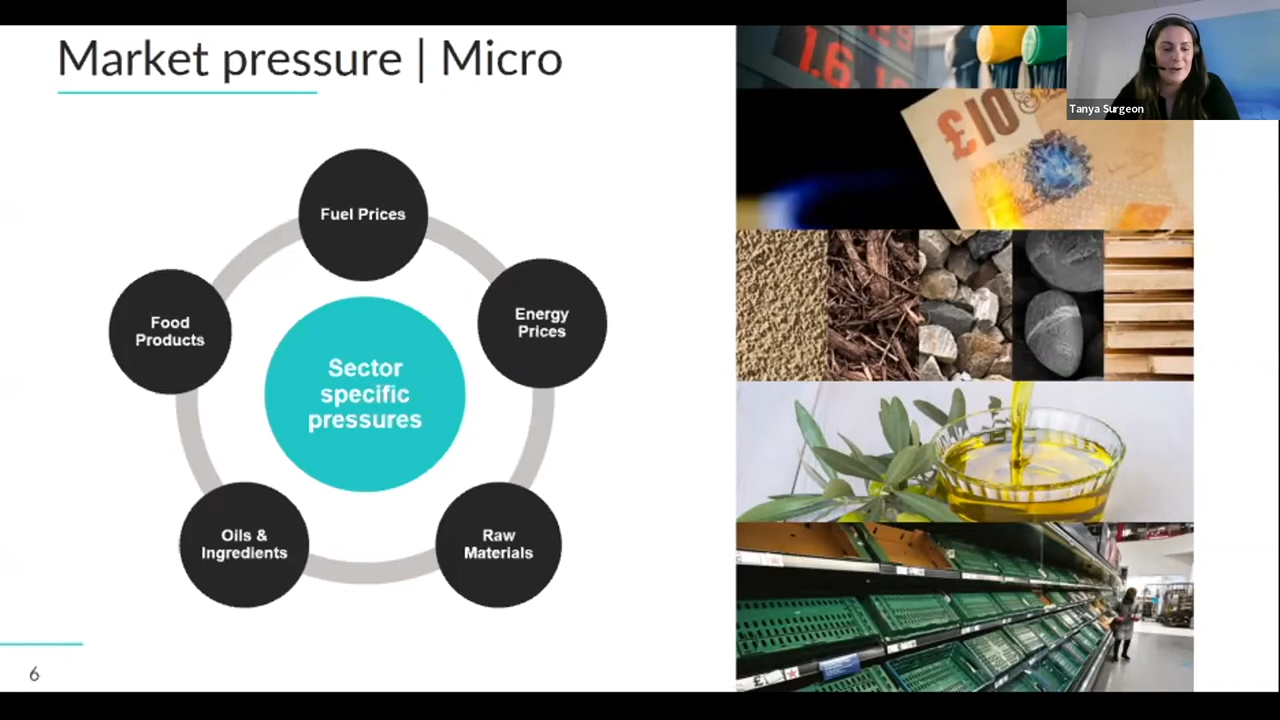 Market pressure | Micro
Tanya Surgeon
£10
Fuel Prices
Energy
Prices
Food
Products
Sector
specific
pressures
Oils &
Ingredients
Raw
Materials
6